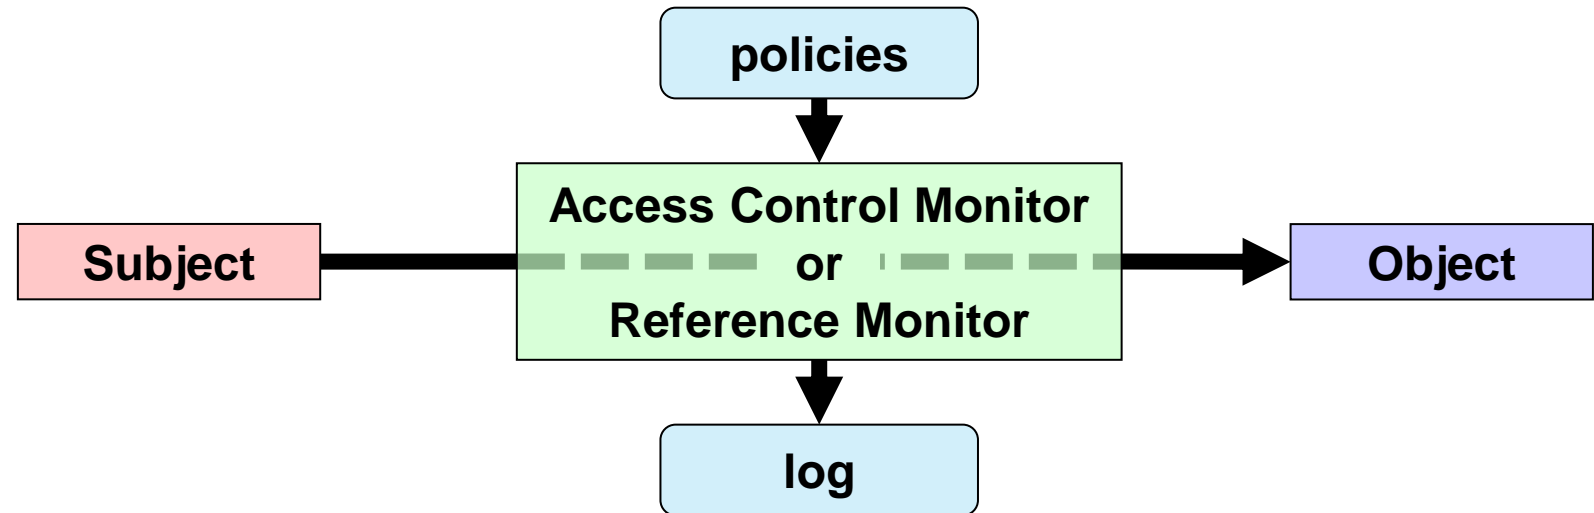 policies
Access Control Monitor
Subject
or
Object
Reference Monitor
log